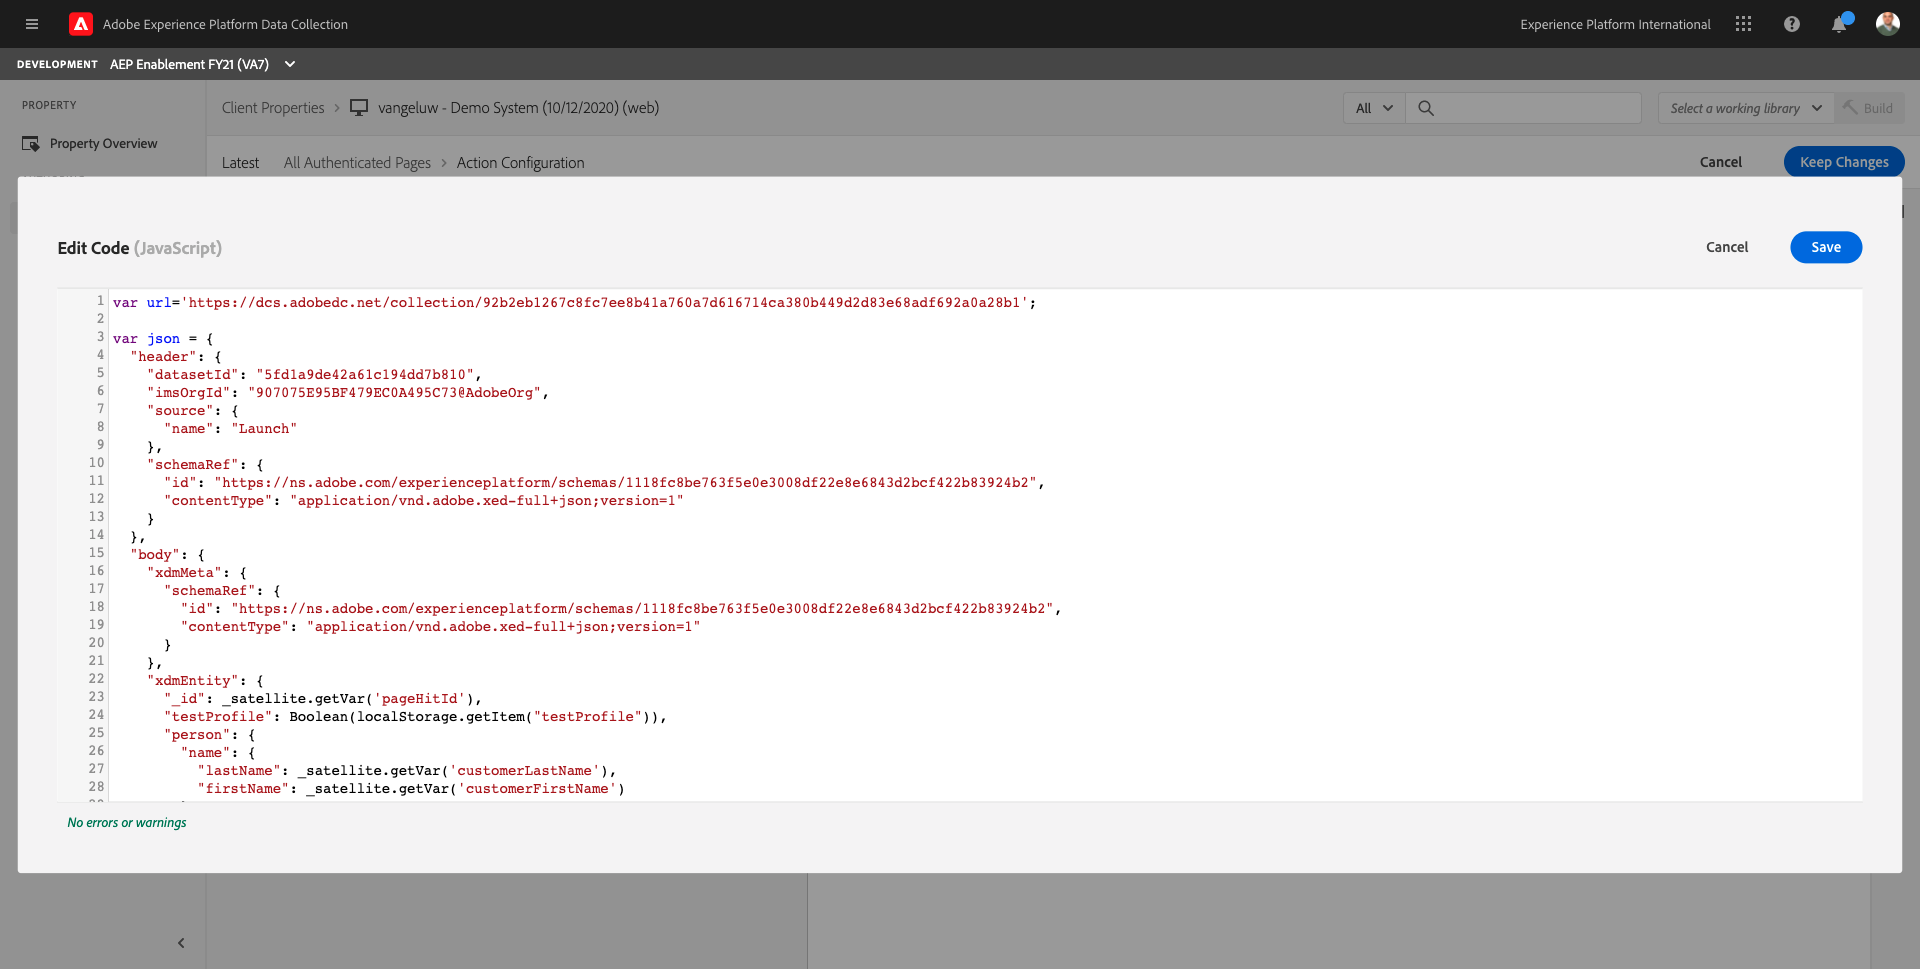 Adobe Experience Platform Data Collection
Experience Platform International
DEVELOPMENT AEP Enablement FY21 (VA7)
PROPERTY
Client Properties > vangeluw - Demo System (10/12/2020) (web)
All
Select a working library
Build
Property Overview
Latest All Authenticated Pages > Action Configuration
Cancel
Keep Changes
Edit Code (JavaScript)
Cancel
Save
1 var url='https://dcs.adobedc.net/collection/92b2eb1267c8fc7ee8b41a760a7d616714ca380b449d2d83e68adf692a0a28b1';
2
3 var json = {
4 "header": {
5 "datasetId": "5fd1a9de42a61c194dd7b810",
6 "imsOrgId": "907075E95BF479EC0A495C73@AdobeOrg",
7 "source": {
8 "name": "Launch"
9 },
10 "schemaRef": {
11 "id": "https://ns.adobe.com/experienceplatform/schemas/1118fc8be763f5e0e3008df22e8e6843d2bcf422b83924b2",
12 "contentType": "application/vnd.adobe.xed-full+json;version=1"
13 }
14 },
15 "body": {
16 "xdmMeta": {
17 "schemaRef": {
18 "id": "https://ns.adobe.com/experienceplatform/schemas/1118fc8be763f5e0e3008df22e8e6843d2bcf422b83924b2",
19 "contentType": "application/vnd.adobe.xed-full+json;version=1"
20 }
21 },
22 "xdmEntity": {
23 "_id": _satellite.getVar('pageHitId'),
24 "testProfile": Boolean(localStorage.getItem("testProfile")),
25 "person": {
26 "name": {
27 "lastName": _satellite.getVar('customerLastName'),
28 "firstName": _satellite.getVar('customerFirstName')
No errors or warnings